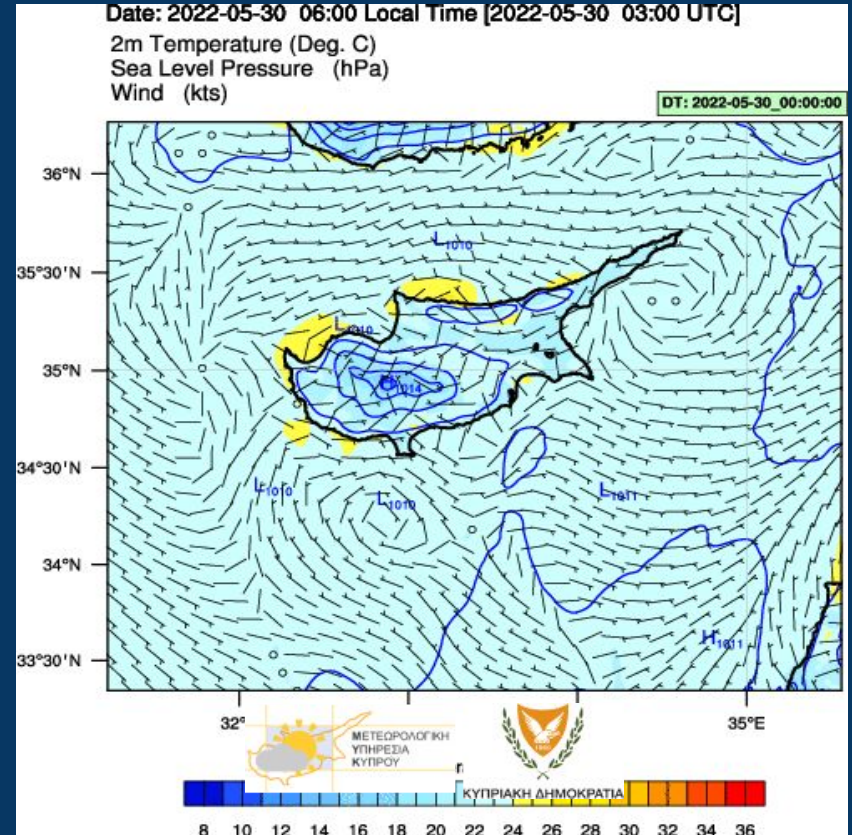 Date: 2022-05-30 06:00 Local Time [2022-05-30 03:00 UTC]
2m Temperature (Deg. C)
Sea Level Pressure (hPa)
Wind (kts)
DT: 2022-05-30_00:00:00
36°N
L1010
35°30'N
L1010
35°N
H1014
34°30'N
L1010
L1010
L1011
34°N
H1011
33°30'N
32°
35°E
ΜΕΤΕΩΡΟΛΟΓΙΚΗ
ΥΠΗΡΕΣΙΑ
ΚΥΠΡΟΥ
1960
ΚΥΠΡΙΑΚΗ ΔΗΜΟΚΡΑΤΙΑ
8 10 12 14 16 18 20 22 24 26 28 30 32 34 36